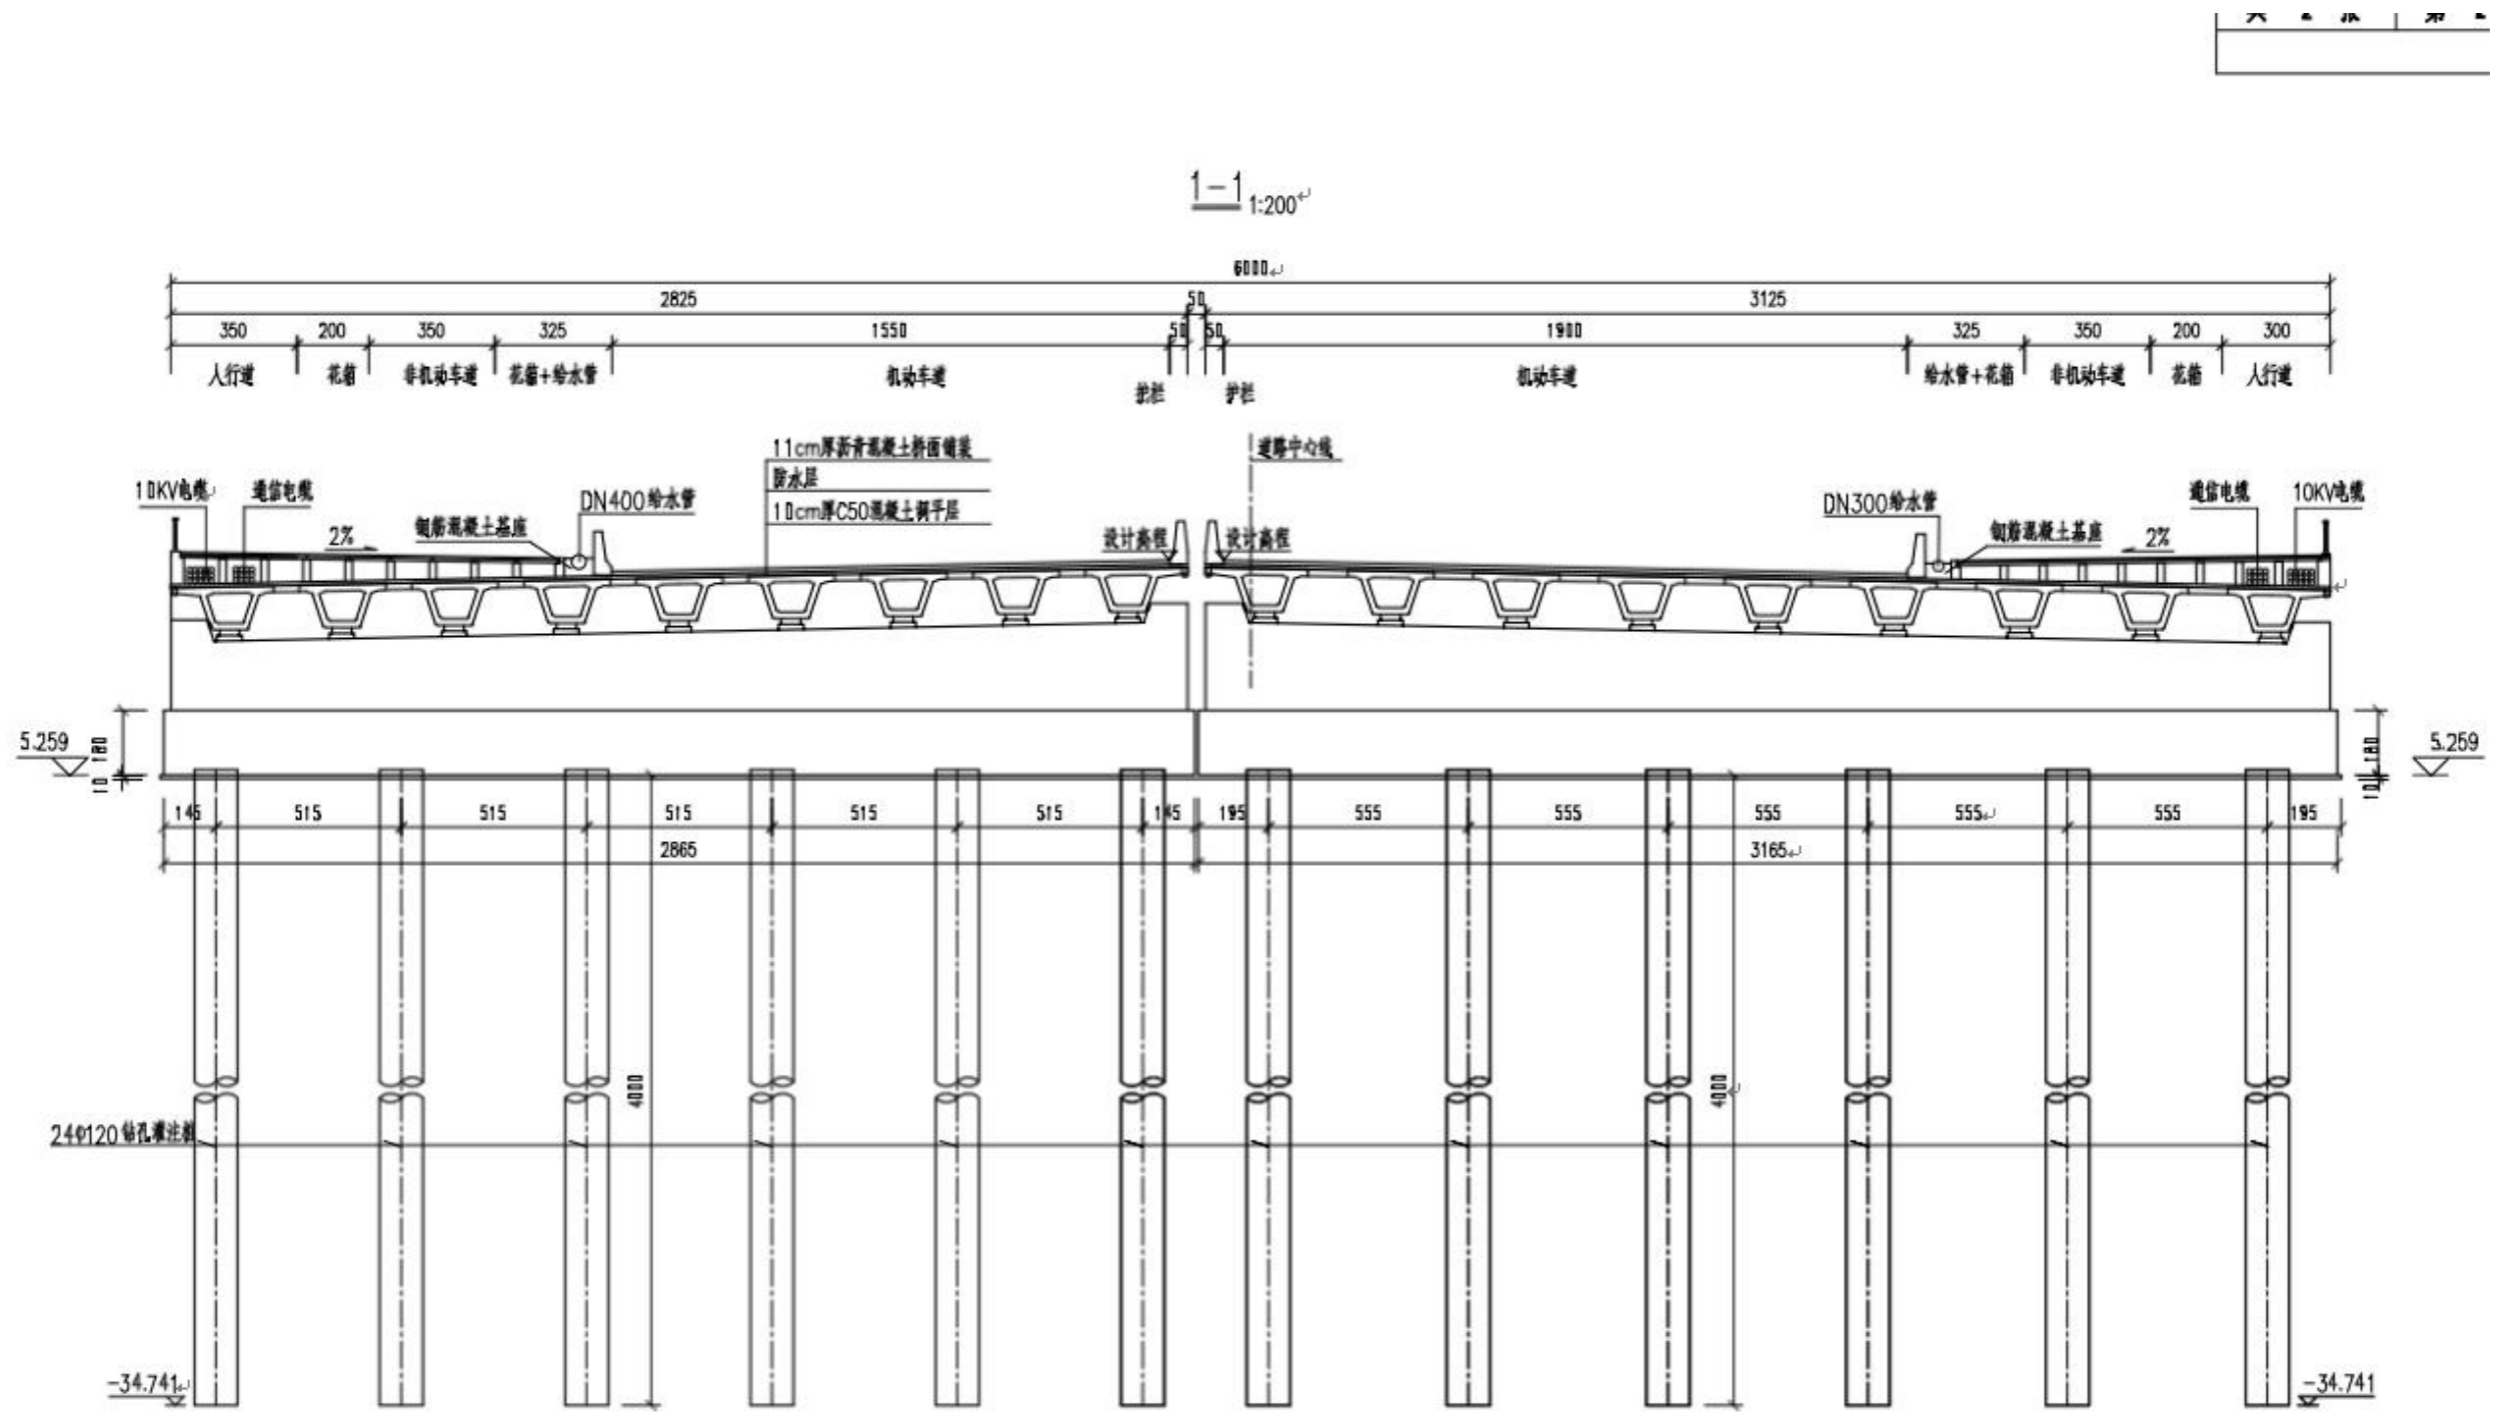 1-1
1:200
6000
2825 50 3125
350 200 350 325 1550 50 50 1900 325 350 200 300
人行道 花箱 非机动车道 花箱+给水管 机动车道 护栏 护栏 机动车道 给水管+花箱 非机动车道 花箱 人行道
11cm厚沥青混凝土桥面铺装
防水层
10cm厚C50混凝土调平层
道路中心线
10KV电缆 通信电缆
2%
钢筋混凝土基座
DN400给水管
设计高程 设计高程
DN300给水管
钢筋混凝土基座
2%
通信电缆 10KV电缆
5.259
180
10
5.259
180
10
145 515 515 515 515 515 145 195 555 555 555 555 555 195
2865 3165
4000 4000
24Φ120钻孔灌注桩
-34.741 -34.741